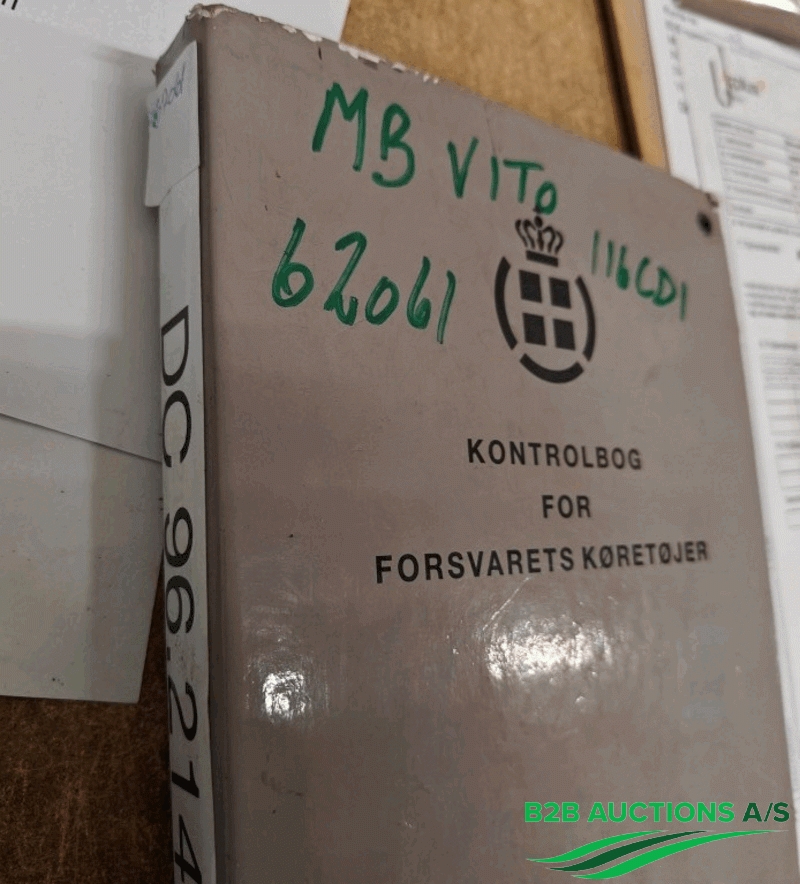 MB VITO
116CDI
62061
KONTROLBOG
FOR
FORSVARETS KØRETØJER
DC 96.214
B2B AUCTIONS A/S